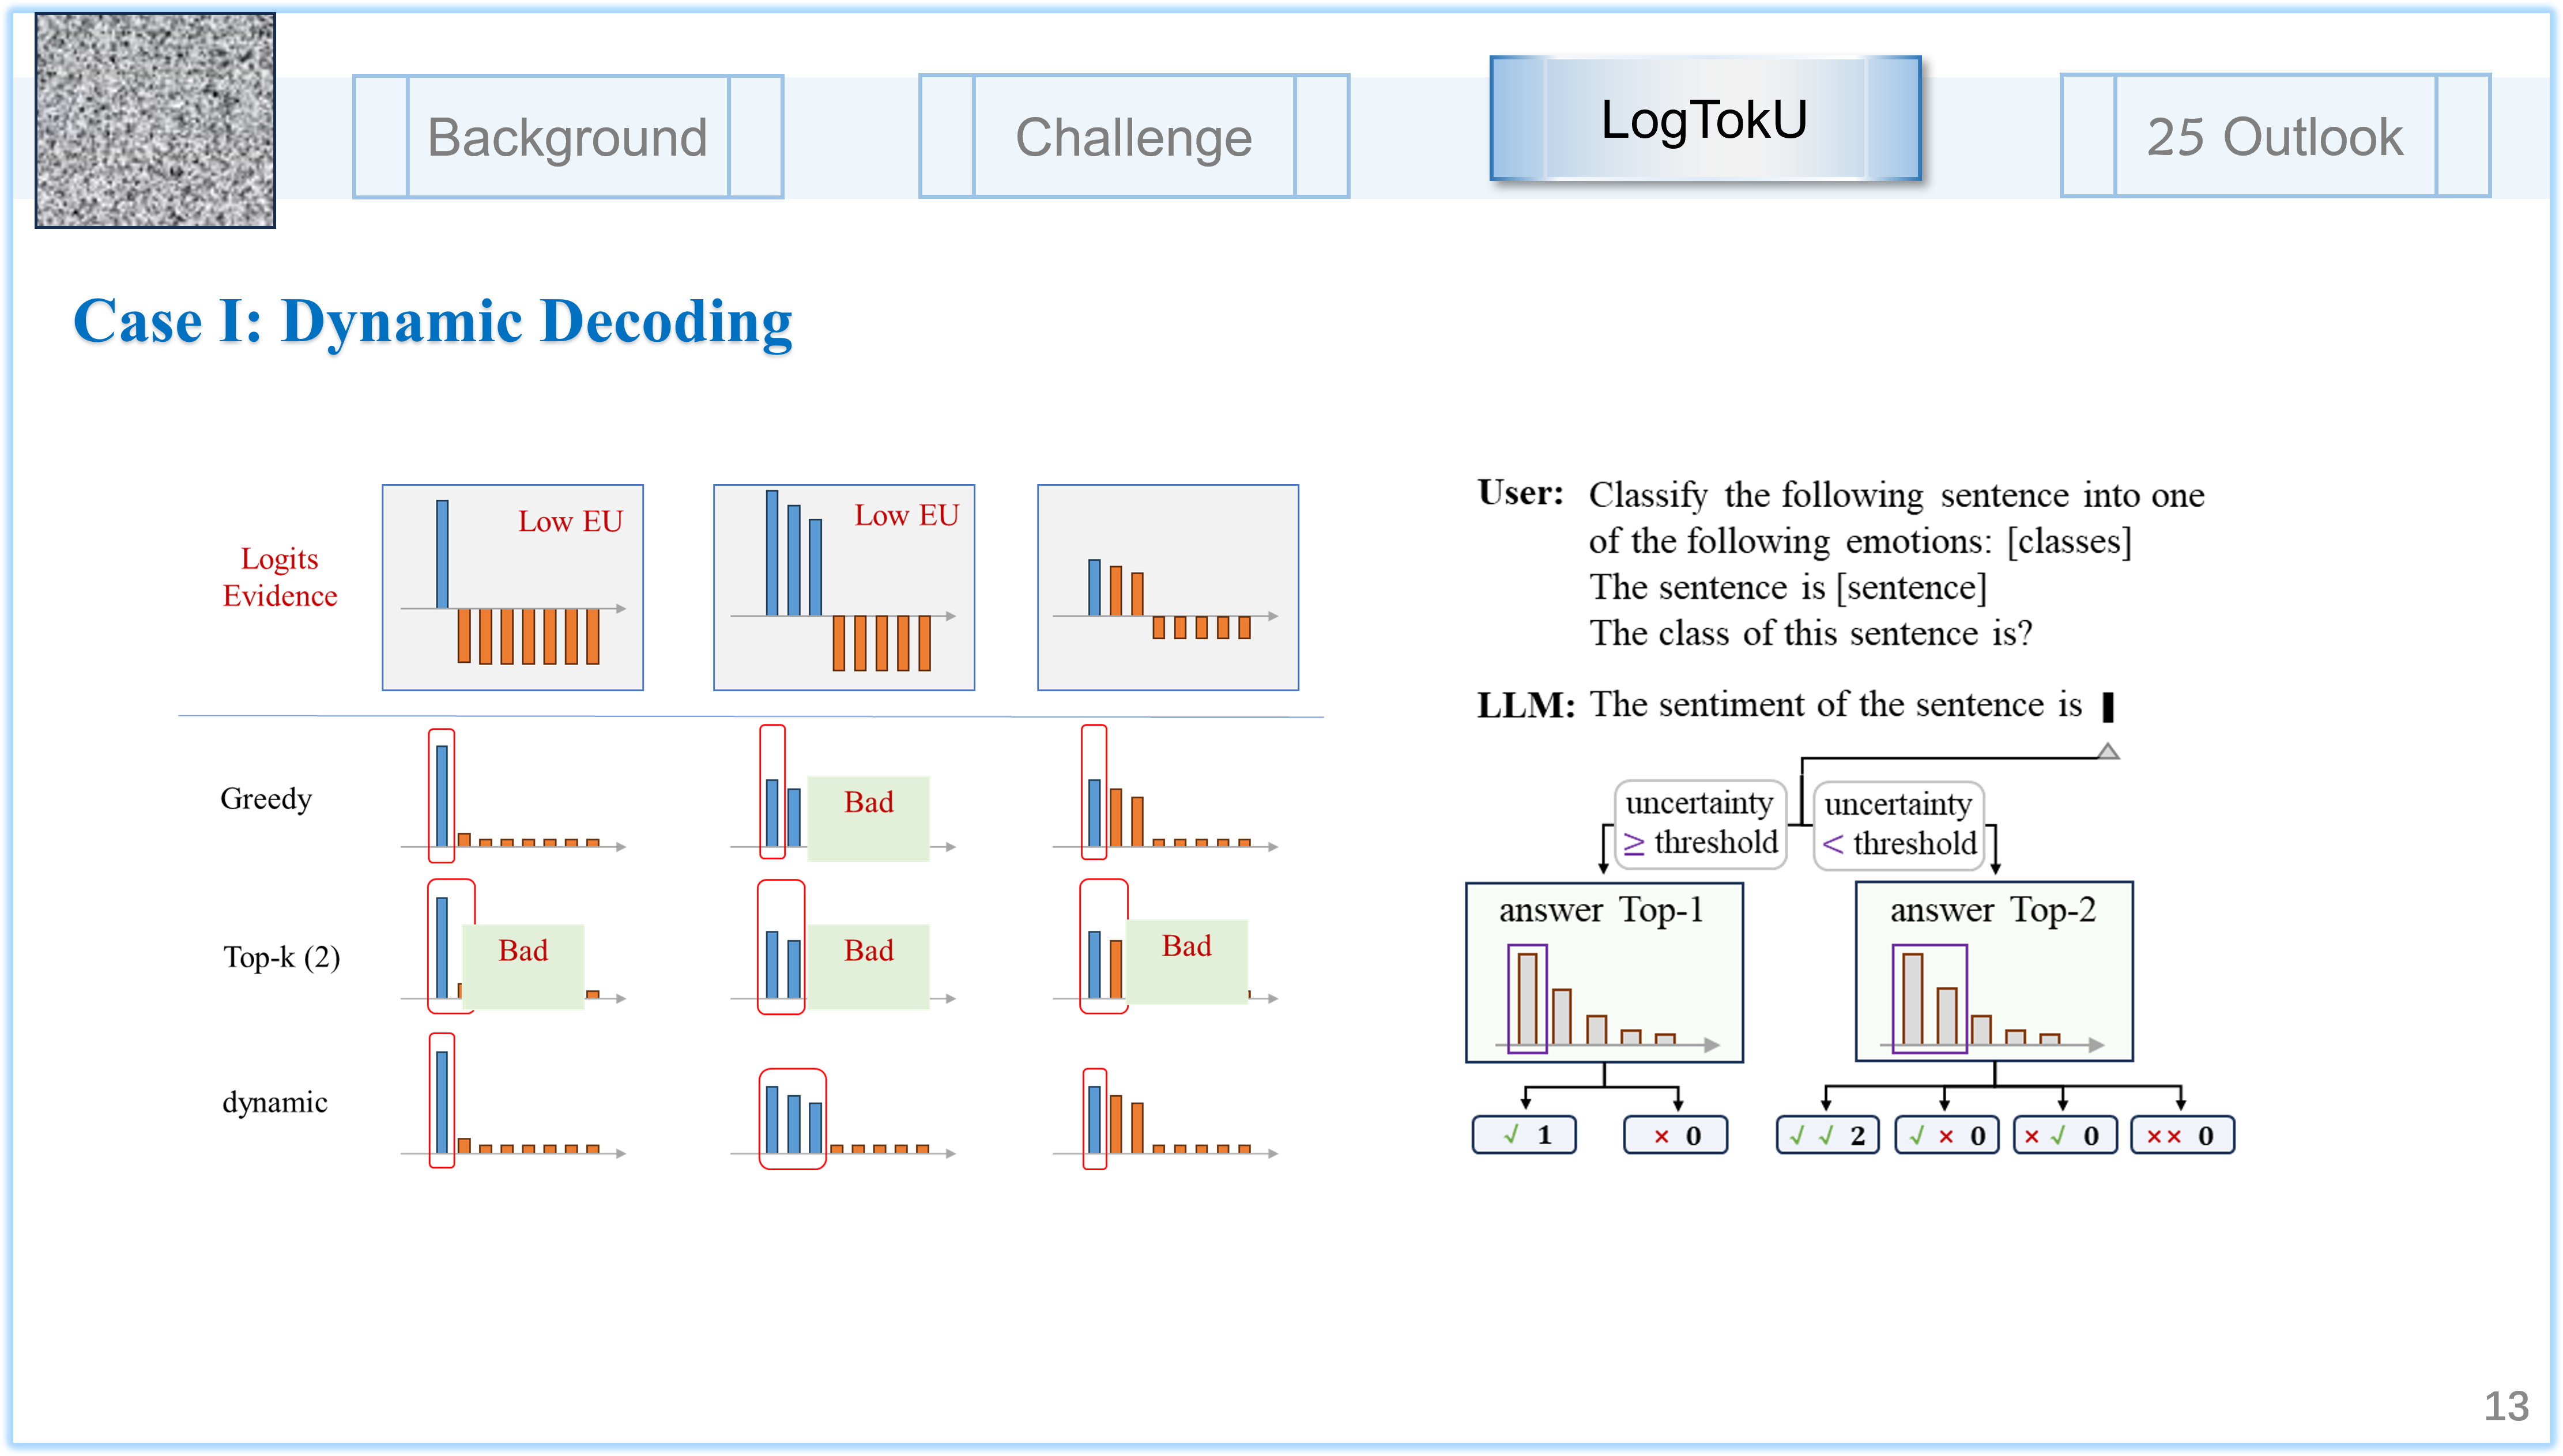 Background
Challenge
LogTokU
25 Outlook
Case I: Dynamic Decoding
Logits
Evidence
Low EU
Low EU
Greedy
Bad
Top-k (2)
Bad
Bad
Bad
dynamic
User: Classify the following sentence into one
of the following emotions: [classes]
The sentence is [sentence]
The class of this sentence is?
LLM: The sentiment of the sentence is
uncertainty
≥ threshold
uncertainty
< threshold
answer Top-1
answer Top-2
√ 1
× 0
√ √ 2
√ × 0
× √ 0
×× 0
13